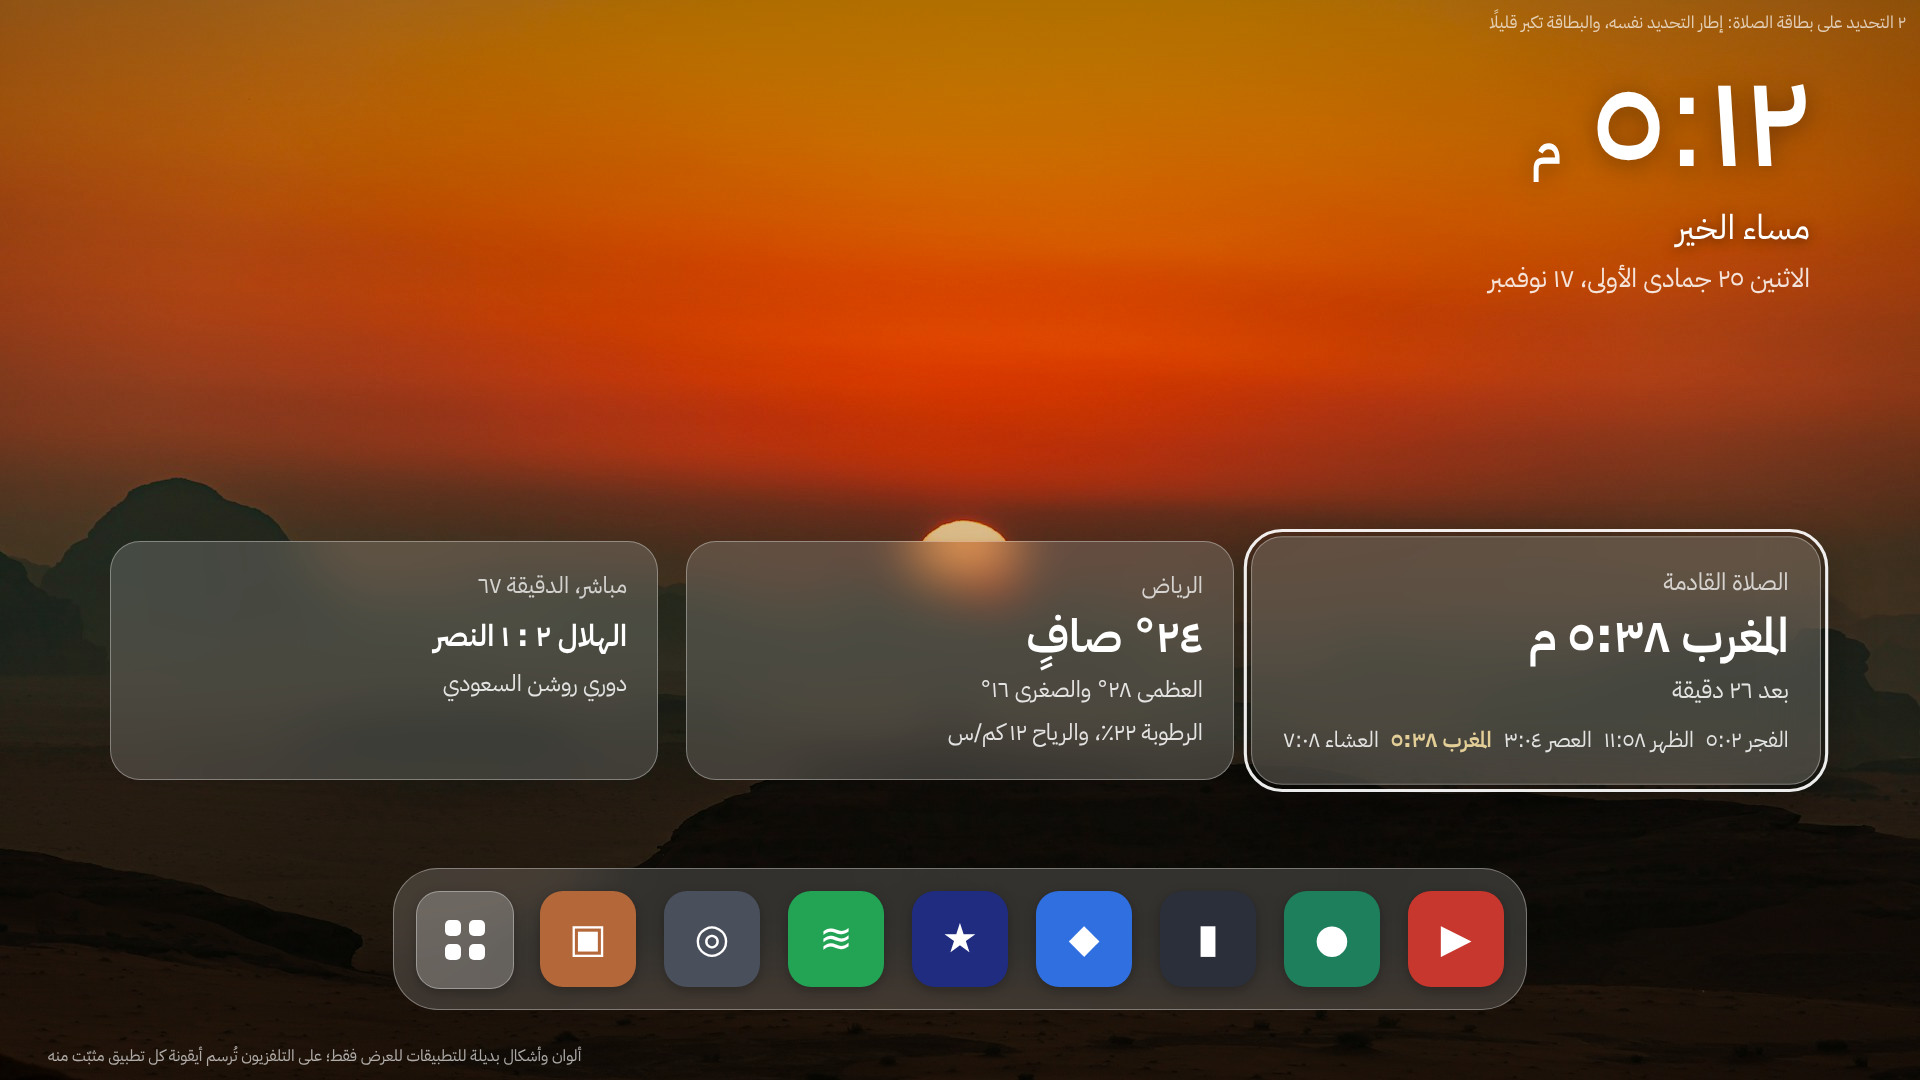 ٢ التحديد على بطاقة الصلاة: إطار التحديد نفسه، والبطاقة تكبر قليلًا
٥:١٢ م
مساء الخير
الاثنين ٢٥ جمادى الأولى، ١٧ نوفمبر
الصلاة القادمة
المغرب ٥:٣٨ م
بعد ٢٦ دقيقة
الفجر ٥:٠٢ الظهر ١١:٥٨ العصر ٣:٠٤ المغرب ٥:٣٨ العشاء ٧:٠٨
الرياض
٢٤° صافٍ
العظمى ٢٨° والصغرى ١٦°
الرطوبة ٢٢٪، والرياح ١٢ كم/س
مباشر، الدقيقة ٦٧
الهلال ٢ : ١ النصر
دوري روشن السعودي
ألوان وأشكال بديلة للتطبيقات للعرض فقط؛ على التلفزيون تُرسم أيقونة كل تطبيق مثبّت منه